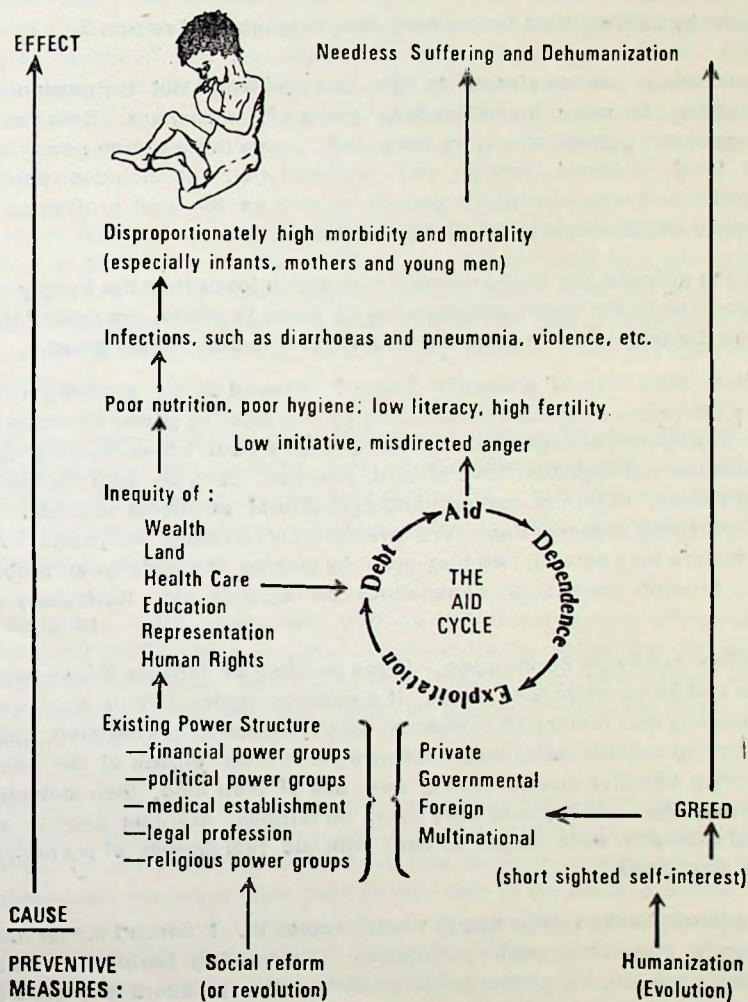 EFFECT
Needless Suffering and Dehumanization
Disproportionately high morbidity and mortality
(especially infants, mothers and young men)
Infections, such as diarrhoeas and pneumonia, violence, etc.
Poor nutrition, poor hygiene; low literacy, high fertility.
Low initiative, misdirected anger
Inequity of :
Wealth
Land
Health Care
Education
Representation
Human Rights
Aid
Dependence
Exploitation
Debt
THE
AID
CYCLE
Existing Power Structure
—financial power groups
—political power groups
—medical establishment
—legal profession
—religious power groups
Private
Governmental
Foreign
Multinational
GREED
(short sighted self-interest)
CAUSE
PREVENTIVE
MEASURES :
Social reform
(or revolution)
Humanization
(Evolution)